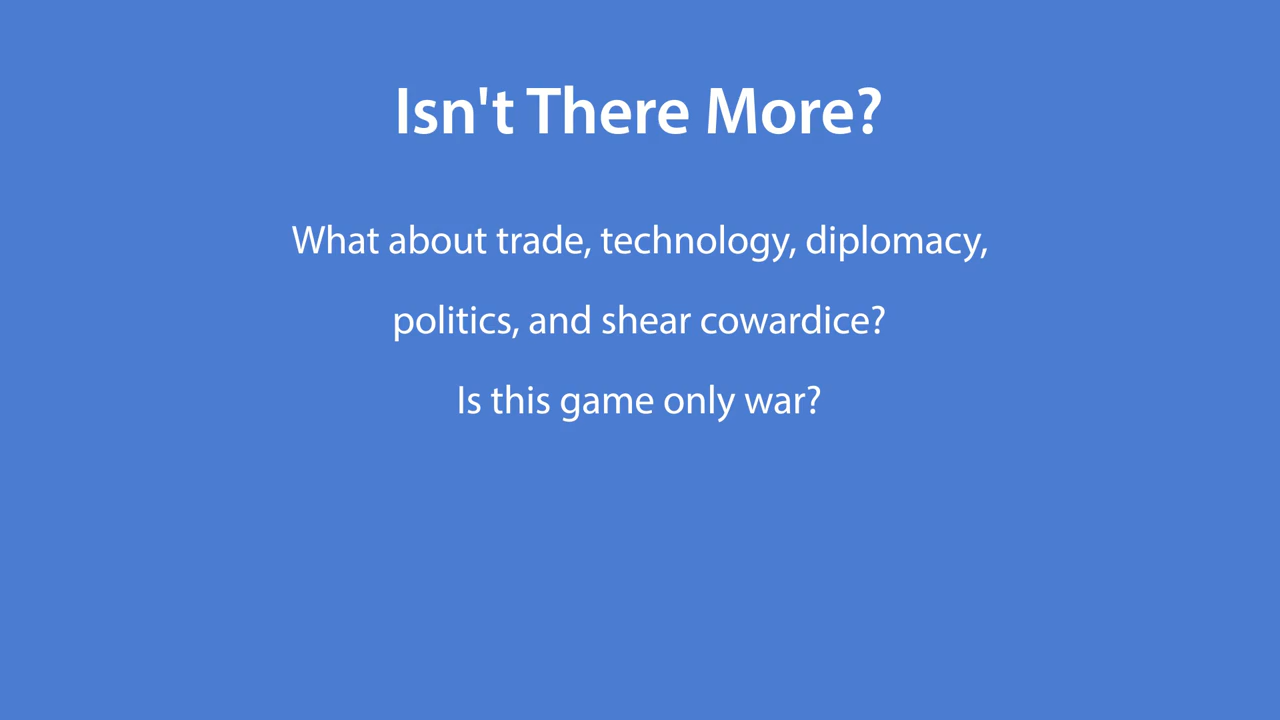 Isn't There More?
What about trade, technology, diplomacy,
politics, and shear cowardice?
Is this game only war?